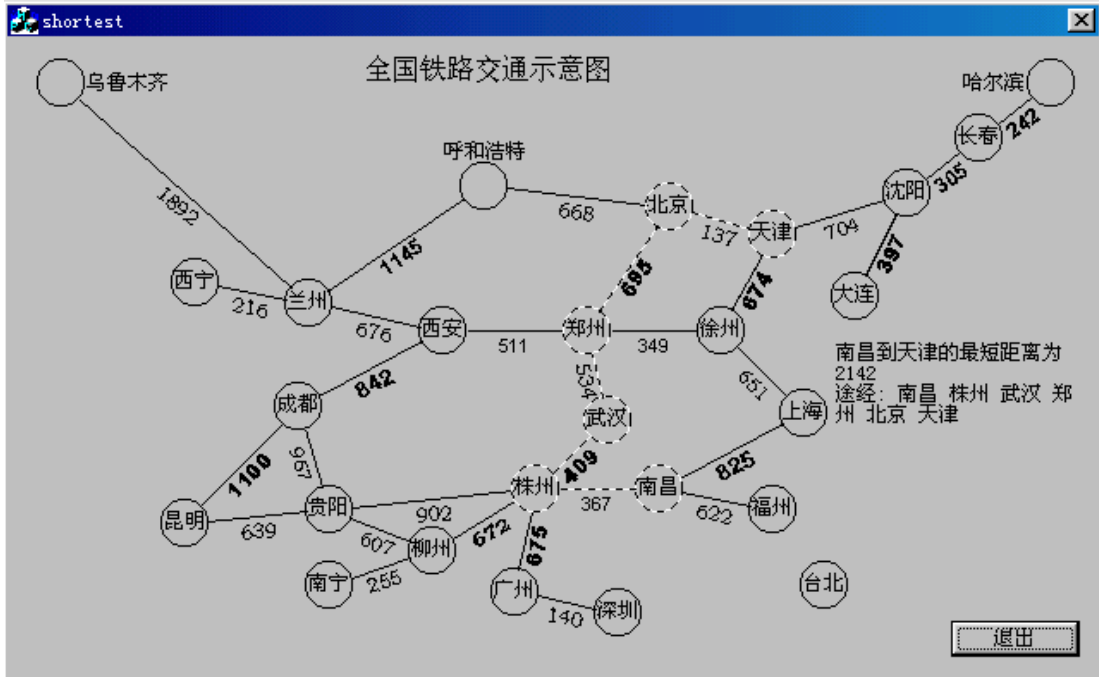 shortest
全国铁路交通示意图
乌鲁木齐
哈尔滨
242
长春
305
呼和浩特
沈阳
668
北京
137
天津
704
1892
1145
695
674
397
西宁
216
兰州
676
西安
511
郑州
349
徐州
大连
842
534
651
南昌到天津的最短距离为
2142
途经: 南昌 株州 武汉 郑
州 北京 天津
成都
武汉
上海
1100
967
409
825
昆明
639
贵阳
902
株州
367
南昌
622
福州
607
柳州
672
675
南宁
255
广州
140
深圳
台北
退出